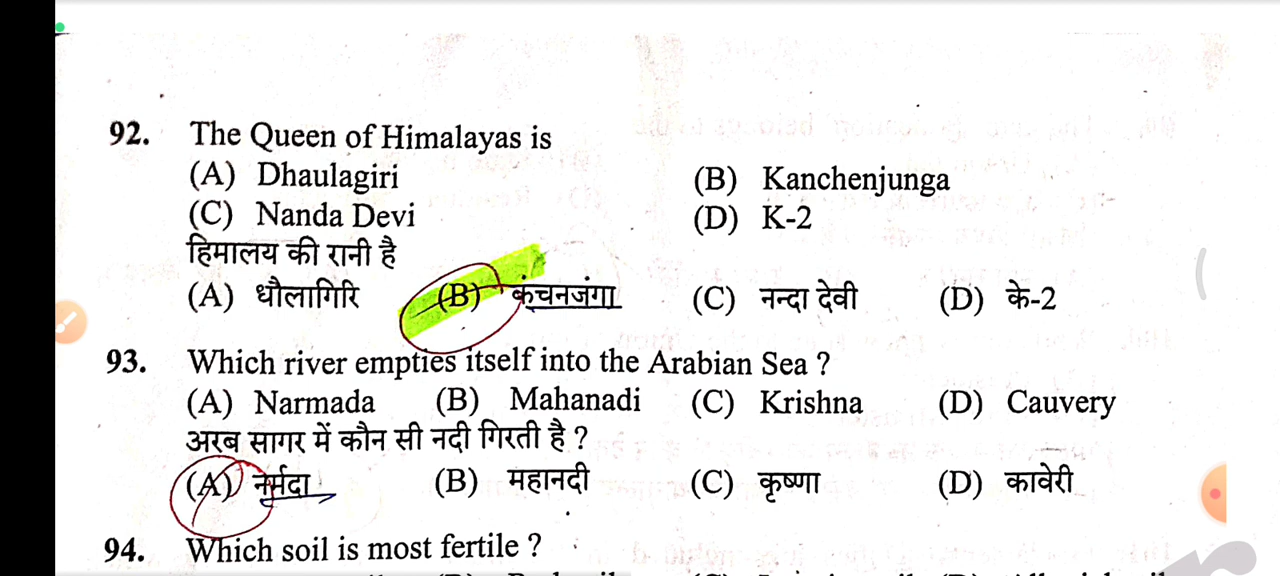 92. The Queen of Himalayas is
(A) Dhaulagiri (B) Kanchenjunga
(C) Nanda Devi (D) K-2
हिमालय की रानी है
(A) धौलागिरि (B) कंचनजंगा (C) नन्दा देवी (D) के-2
93. Which river empties itself into the Arabian Sea ?
(A) Narmada (B) Mahanadi (C) Krishna (D) Cauvery
अरब सागर में कौन सी नदी गिरती है ?
(A) नर्मदा (B) महानदी (C) कृष्णा (D) कावेरी
94. Which soil is most fertile ?